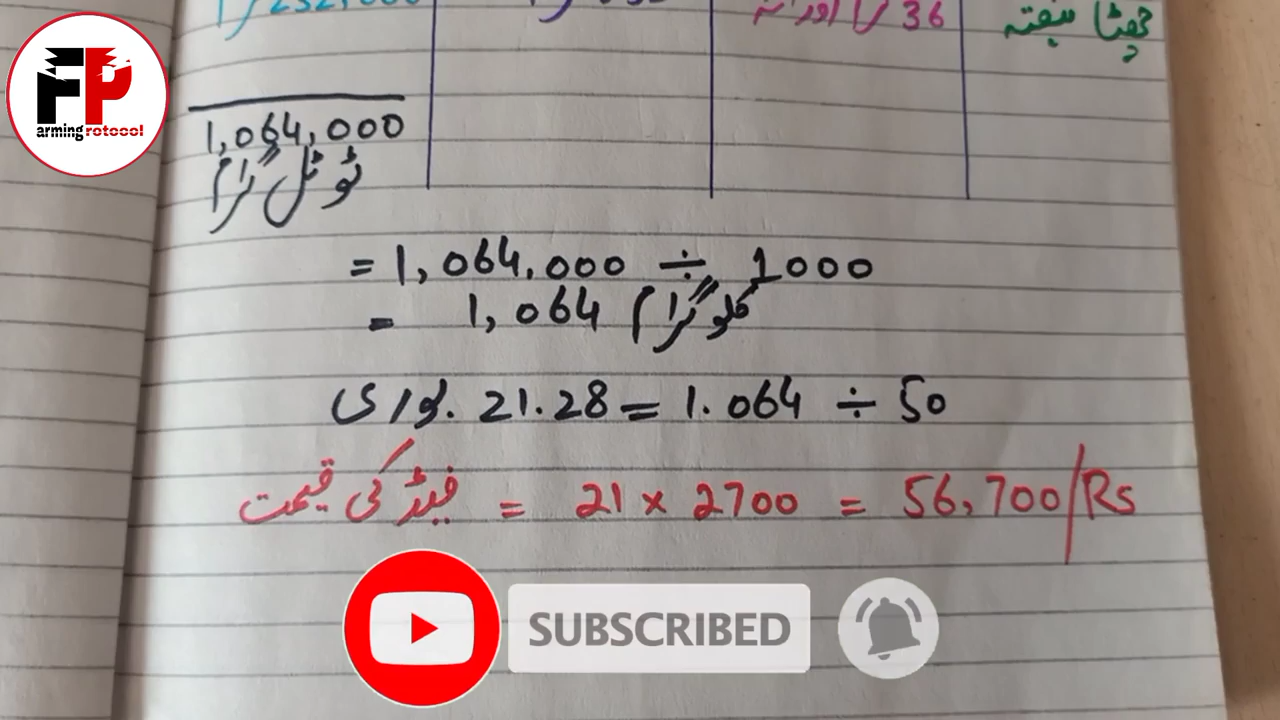 چھٹا ہفتہ
36
FP
arming rotocol
1,064,000
ٹوٹل گرام
= 1,064,000 ÷ 1000
= 1,064 کلوگرام
بوری 21.28 = 1.064 ÷ 50
فیڈ کی قیمت = 21 × 2700 = 56,700/Rs
SUBSCRIBED